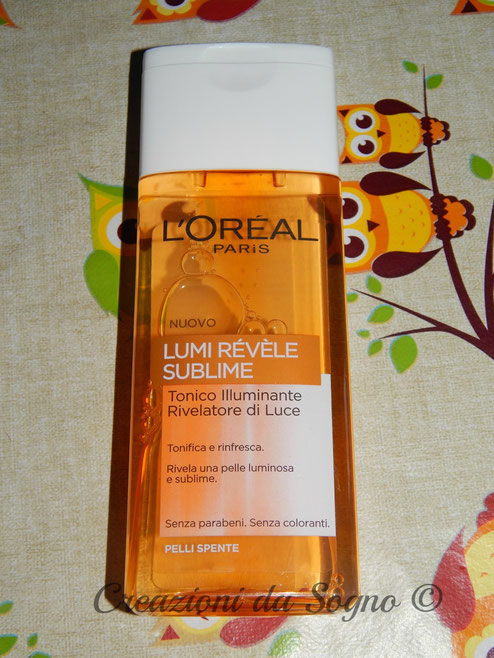 L'ORÉAL
PARIS
NUOVO
LUMI RÉVÈLE
SUBLIME
Tonico Illuminante
Rivelatore di Luce
Tonifica e rinfresca.
Rivela una pelle luminosa
e sublime.
Senza parabeni. Senza coloranti.
PELLI SPENTE
Creazioni da Sogno ©